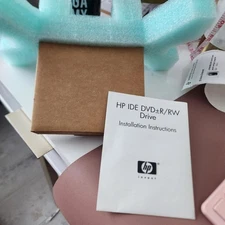 HP IDE DVD±R/RW
Drive
Installation Instructions
hp
invent